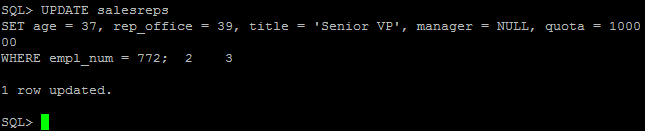 SQL> UPDATE salesreps
SET age = 37, rep_office = 39, title = 'Senior VP', manager = NULL, quota = 1000
00
WHERE empl_num = 772;  2    3
1 row updated.
SQL>